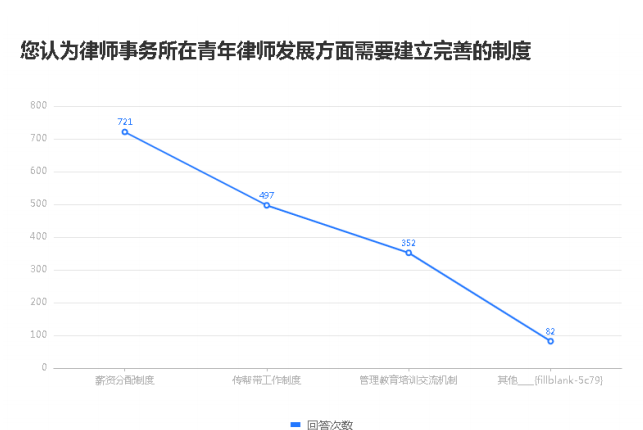 您认为律师事务所在青年律师发展方面需要建立完善的制度
800
700
600
500
400
300
200
100
0
721
497
352
82
薪资分配制度
传帮带工作制度
管理教育培训交流机制
其他___{fillblank-5c79}
回答次数